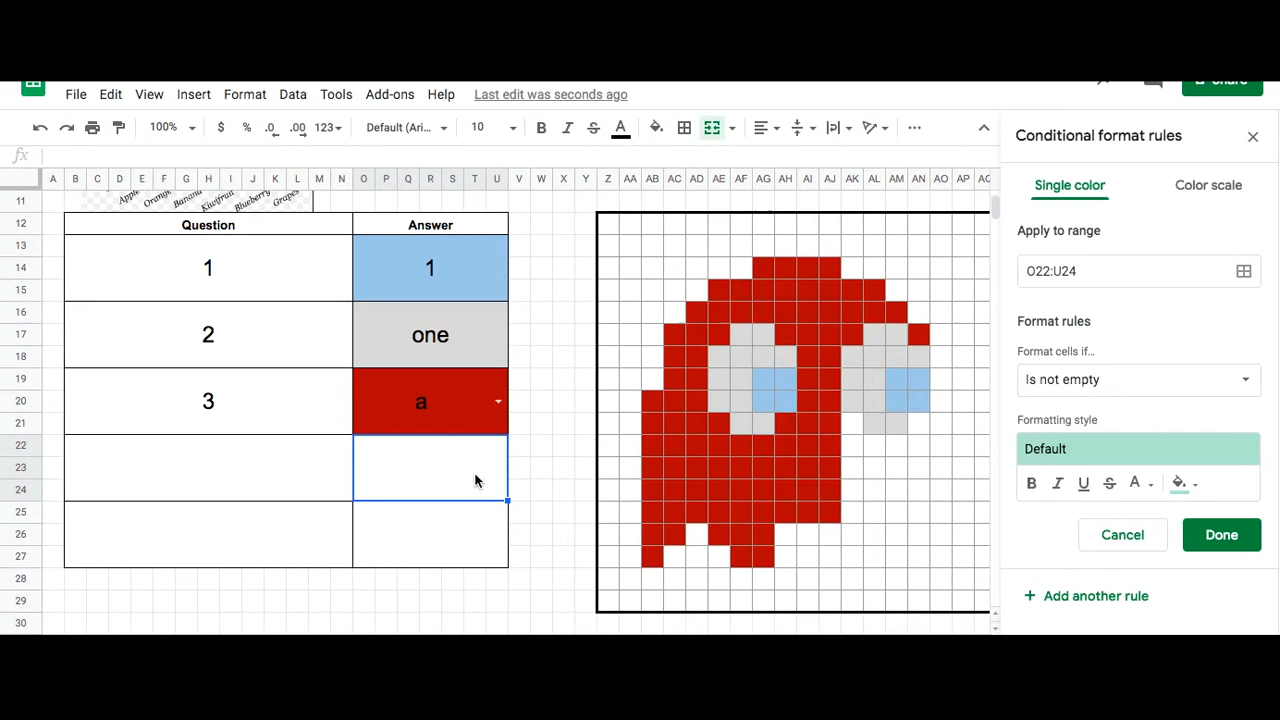 Share
File Edit View Insert Format Data Tools Add-ons Help Last edit was seconds ago
100% $ % .0 .00 123 Default (Ari... 10 B I S A
fx
A B C D E F G H I J K L M N O P Q R S T U V W X Y Z AA AB AC AD AE AF AG AH AI AJ AK AL AM AN AO AP AQ
11 Apple Orange Banana Kiwifruit Blueberry Grapes
12 Question Answer
13
14 1 1
15
16
17 2 one
18
19
20 3 a
21
22
23
24
25
26
27
28
29
30
Conditional format rules
Single color Color scale
Apply to range
O22:U24
Format rules
Format cells if…
Is not empty
Formatting style
Default
B I U S A
Cancel Done
+ Add another rule